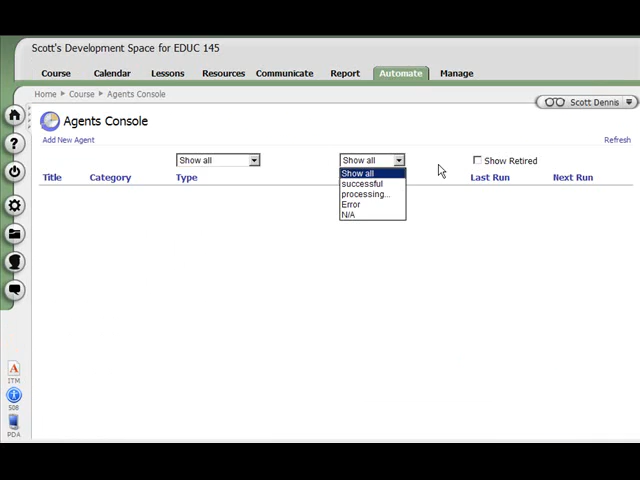 Scott's Development Space for EDUC 145
Course Calendar Lessons Resources Communicate Report Automate Manage
Home Course Agents Console
Scott Dennis
Agents Console
Add New Agent Refresh
Show all Show all Show Retired
Title Category Type Last Run Next Run
Show all
successful
processing...
Error
N/A
ITM
508
PDA